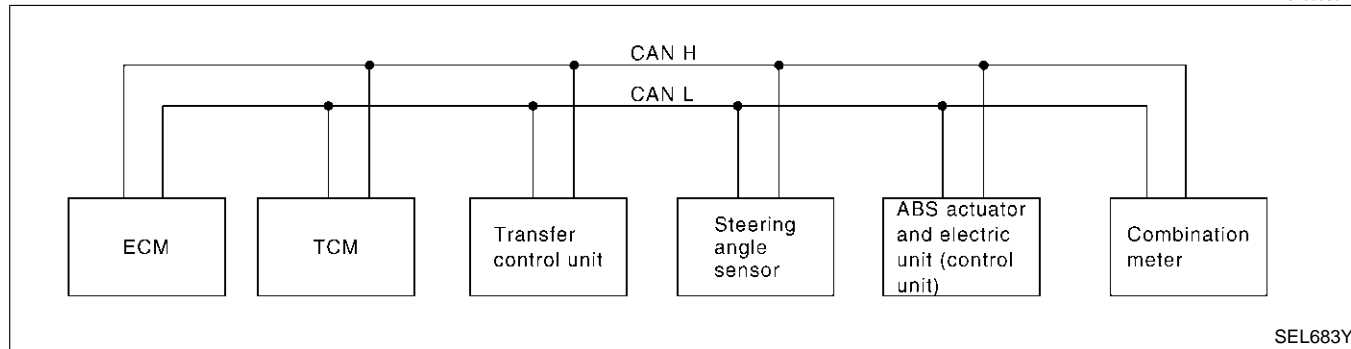 CAN H
CAN L
ECM
TCM
Transfer
control unit
Steering
angle
sensor
ABS actuator
and electric
unit (control
unit)
Combination
meter
SEL683Y